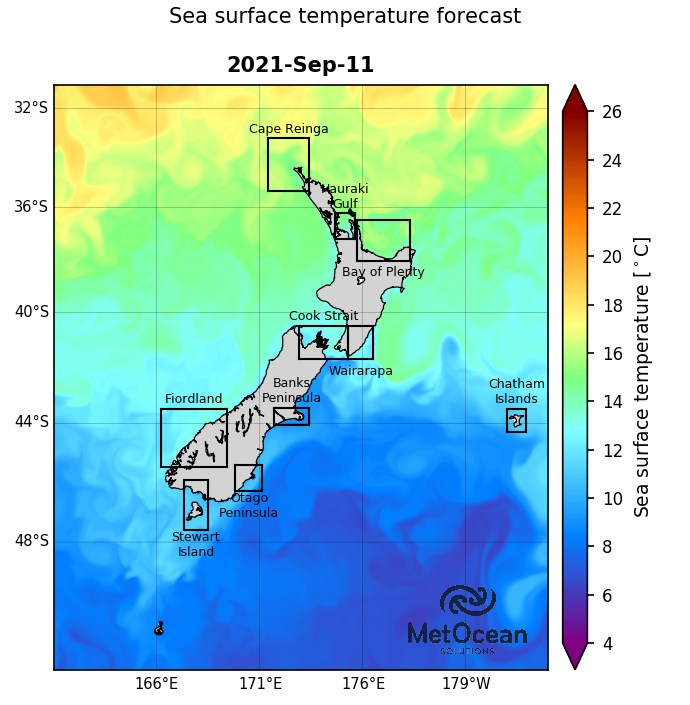 Sea surface temperature forecast
2021-Sep-11
32°S
36°S
40°S
44°S
48°S
Cape Reinga
Hauraki
Gulf
Bay of Plenty
Cook Strait
Wairarapa
Banks
Peninsula
Fiordland
Chatham
Islands
Otago
Peninsula
Stewart
Island
MetOcean
SOLUTIONS
166°E
171°E
176°E
179°W
26
24
22
20
18
16
14
12
10
8
6
4
Sea surface temperature [°C]